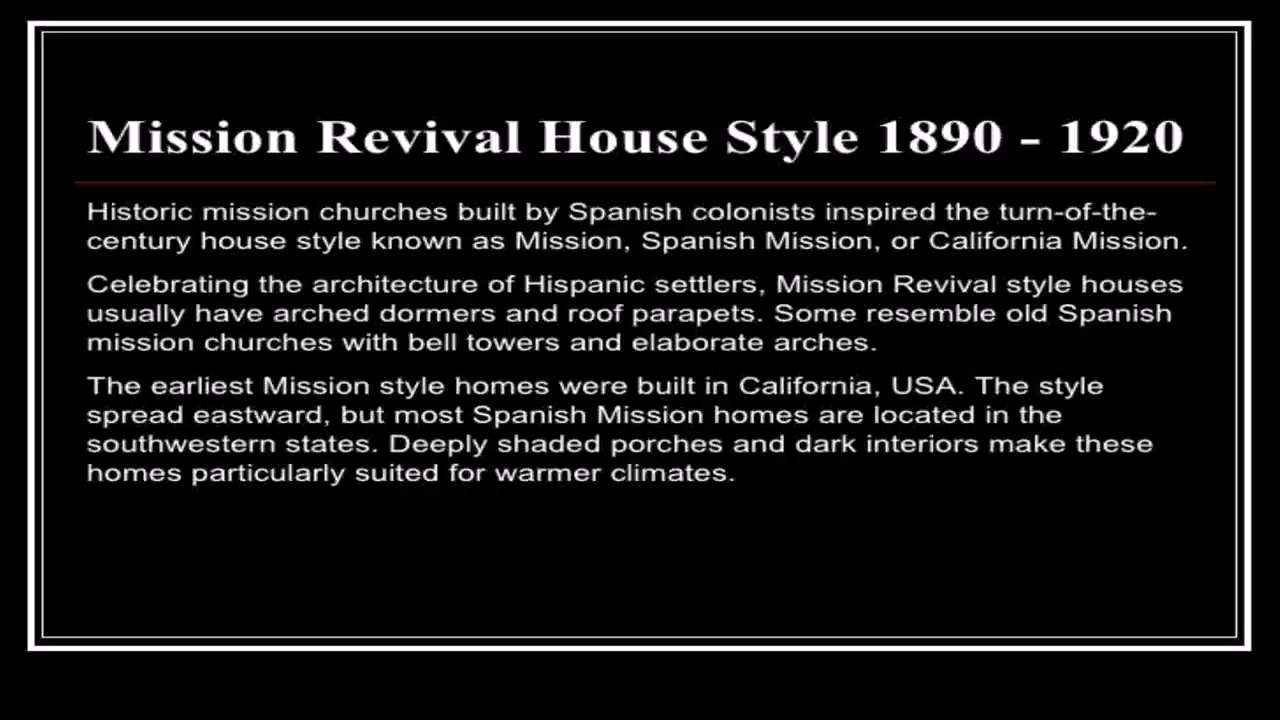 Mission Revival House Style 1890 - 1920
Historic mission churches built by Spanish colonists inspired the turn-of-the-
century house style known as Mission, Spanish Mission, or California Mission.
Celebrating the architecture of Hispanic settlers, Mission Revival style houses
usually have arched dormers and roof parapets. Some resemble old Spanish
mission churches with bell towers and elaborate arches.
The earliest Mission style homes were built in California, USA. The style
spread eastward, but most Spanish Mission homes are located in the
southwestern states. Deeply shaded porches and dark interiors make these
homes particularly suited for warmer climates.